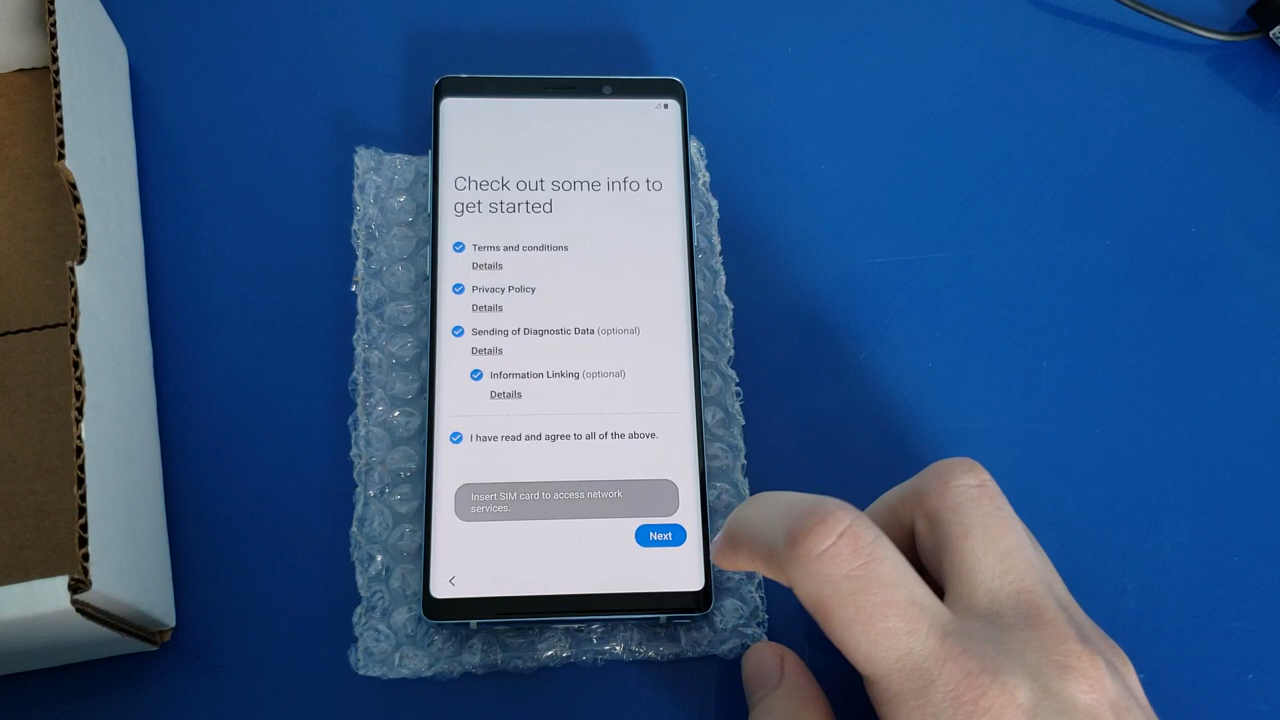 Check out some info to
get started
Terms and conditions
Details
Privacy Policy
Details
Sending of Diagnostic Data (optional)
Details
Information Linking (optional)
Details
I have read and agree to all of the above.
Insert SIM card to access network
services.
Next